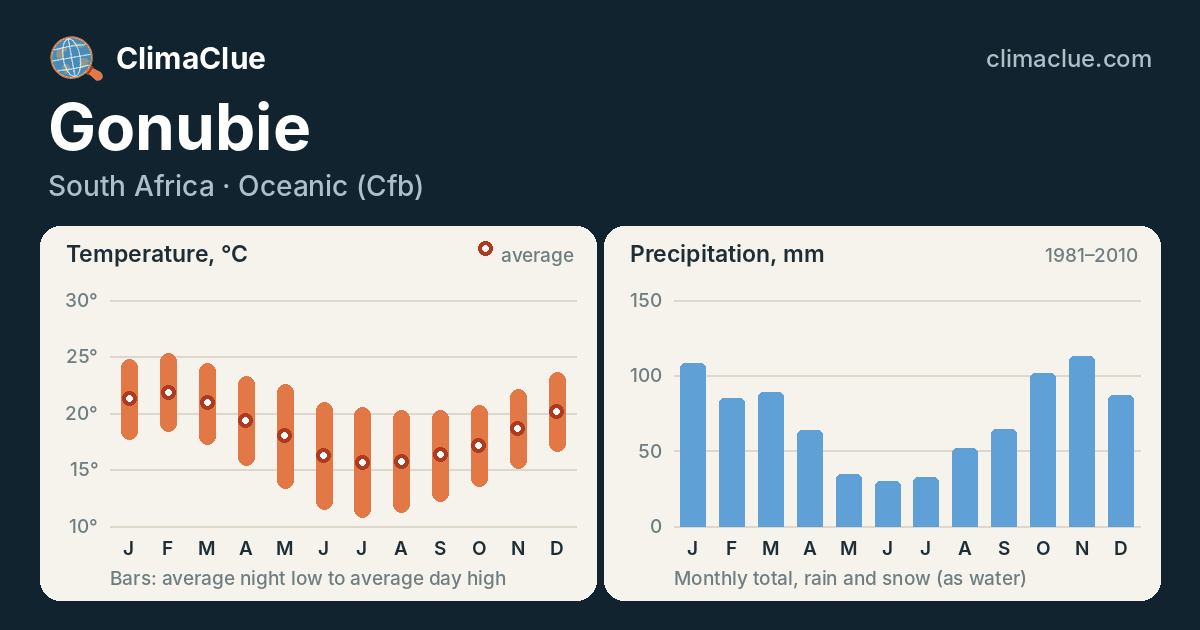 ClimaClue
climaclue.com
Gonubie
South Africa · Oceanic (Cfb)
Temperature, °C
average
30°
25°
20°
15°
10°
J F M A M J J A S O N D
Bars: average night low to average day high
Precipitation, mm
1981–2010
150
100
50
0
J F M A M J J A S O N D
Monthly total, rain and snow (as water)